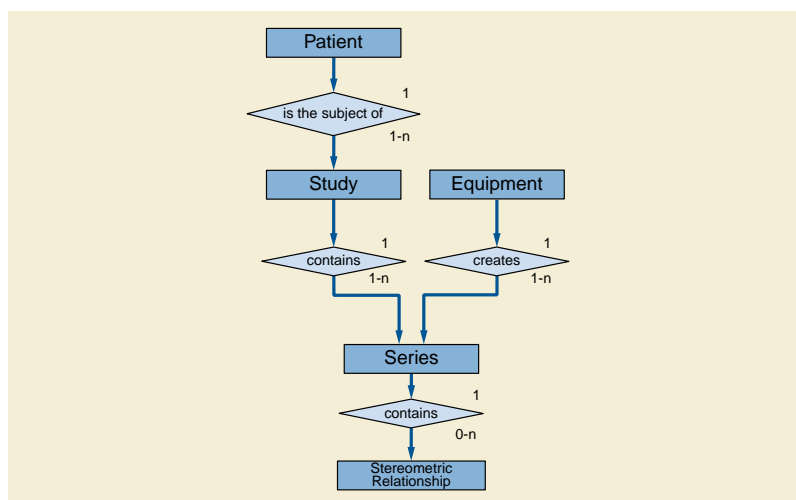 Patient
1
is the subject of
1-n
Study
Equipment
1
1
contains
creates
1-n
1-n
Series
1
contains
0-n
Stereometric
Relationship